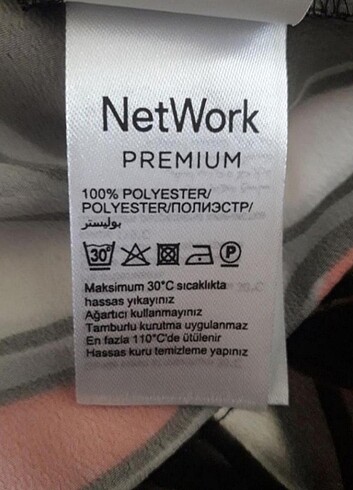 NetWork
PREMIUM
100% POLYESTER/
POLYESTER/ПОЛИЭСТР/
بوليستر
30°
P
Maksimum 30°C sıcaklıkta
hassas yıkayınız
Ağartıcı kullanmayınız
Tamburlu kurutma uygulanmaz
En fazla 110°C'de ütülenir
Hassas kuru temizleme yapınız